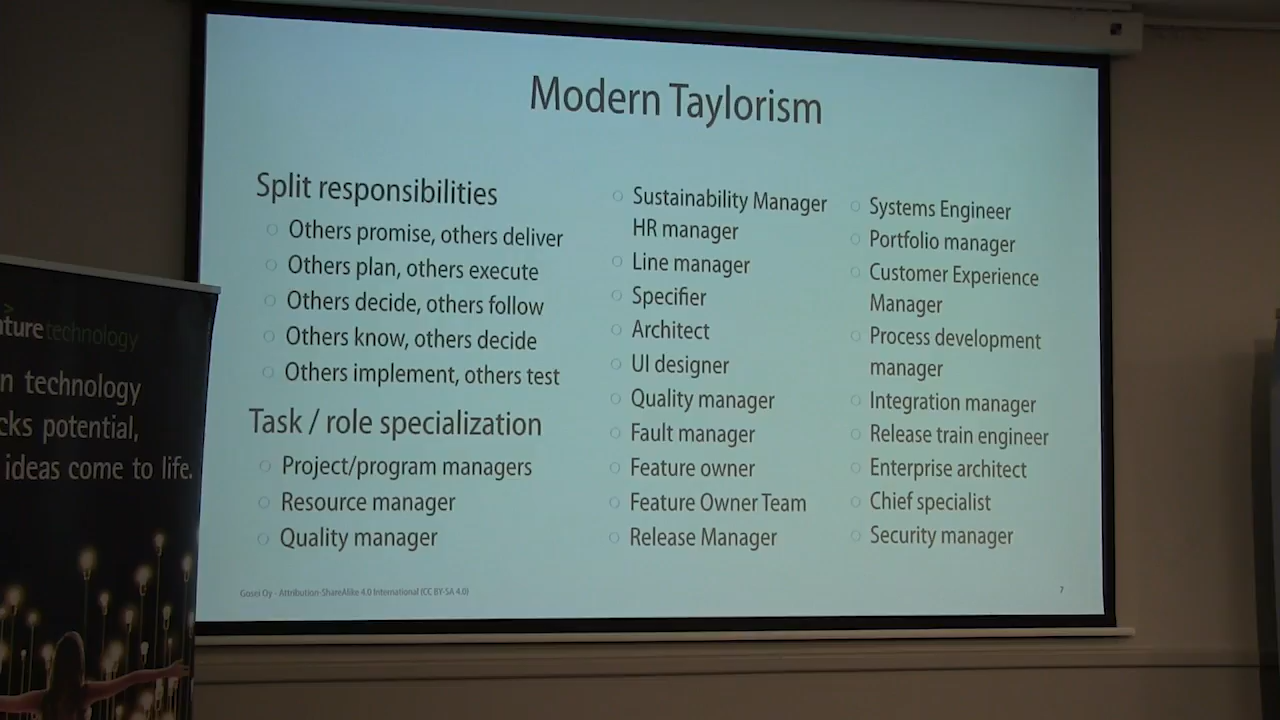 Modern Taylorism
Split responsibilities
Others promise, others deliver
Others plan, others execute
Others decide, others follow
Others know, others decide
Others implement, others test
Task / role specialization
Project/program managers
Resource manager
Quality manager
Sustainability Manager
HR manager
Line manager
Specifier
Architect
UI designer
Quality manager
Fault manager
Feature owner
Feature Owner Team
Release Manager
Systems Engineer
Portfolio manager
Customer Experience
Manager
Process development
manager
Integration manager
Release train engineer
Enterprise architect
Chief specialist
Security manager
Gosei Oy - Attribution-ShareAlike 4.0 International (CC BY-SA 4.0)
7
technology
technology
potential,
ideas come to life.